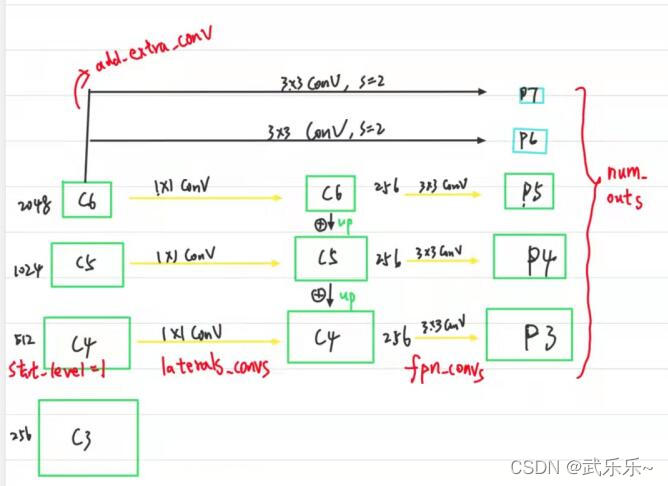 add_extra_conv
3x3 Conv, s=2
P7
3x3 Conv, s=2
P6
num_
outs
2048
C6
1x1 Conv
C6
256
3x3 Conv
P5
up
1024
C5
1x1 Conv
C5
256
3x3 Conv
P4
up
512
C4
1x1 Conv
C4
256
3x3 Conv
P3
start_level=1
laterals_convs
fpn_convs
256
C3
CSDN @武乐乐~